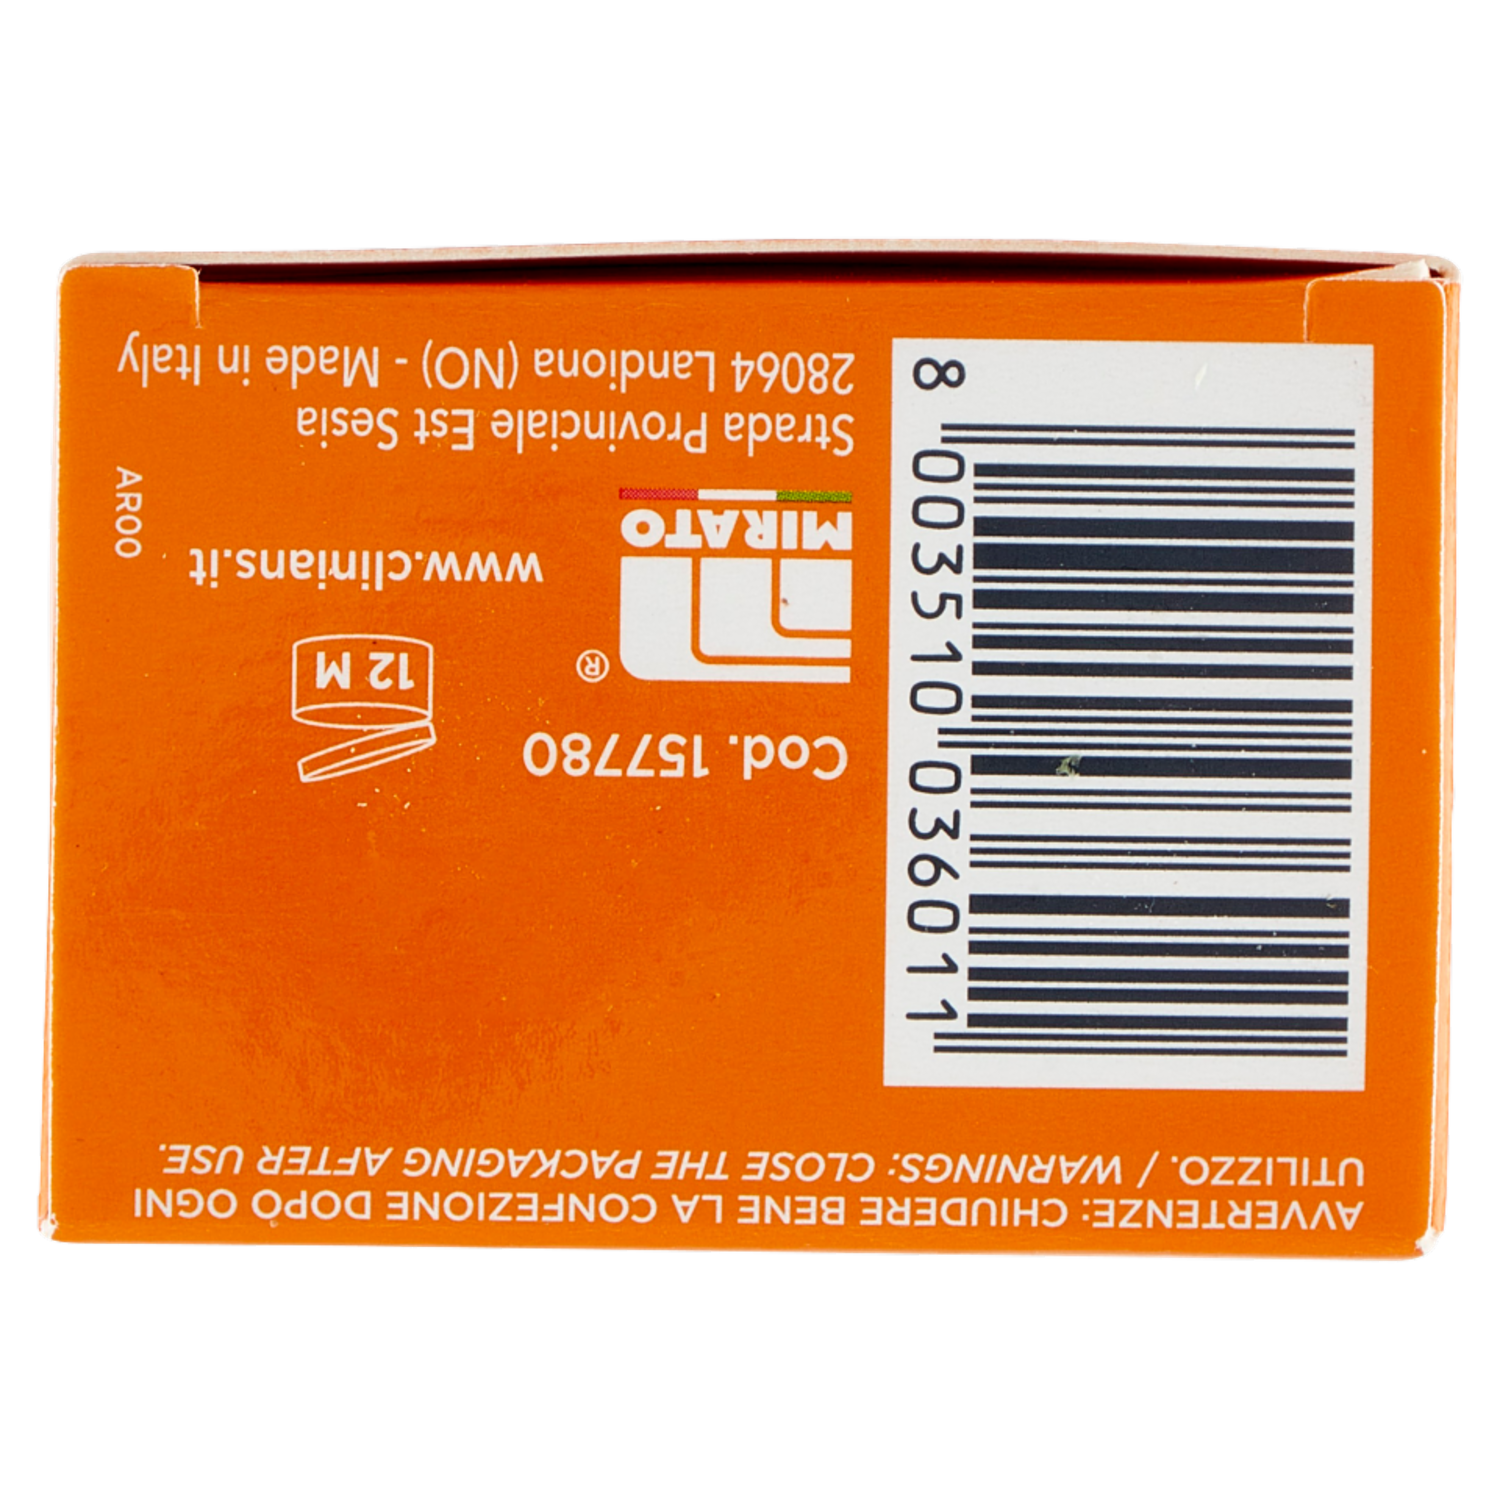 AVVERTENZE: CHIUDERE BENE LA CONFEZIONE DOPO OGNI
UTILIZZO. / WARNINGS: CLOSE THE PACKAGING AFTER USE.
8 003510 036011
Cod. 157780
12 M
®
MIRATO
www.clinians.it
Strada Provinciale Est Sesia
28064 Landiona (NO) - Made in Italy
AR00